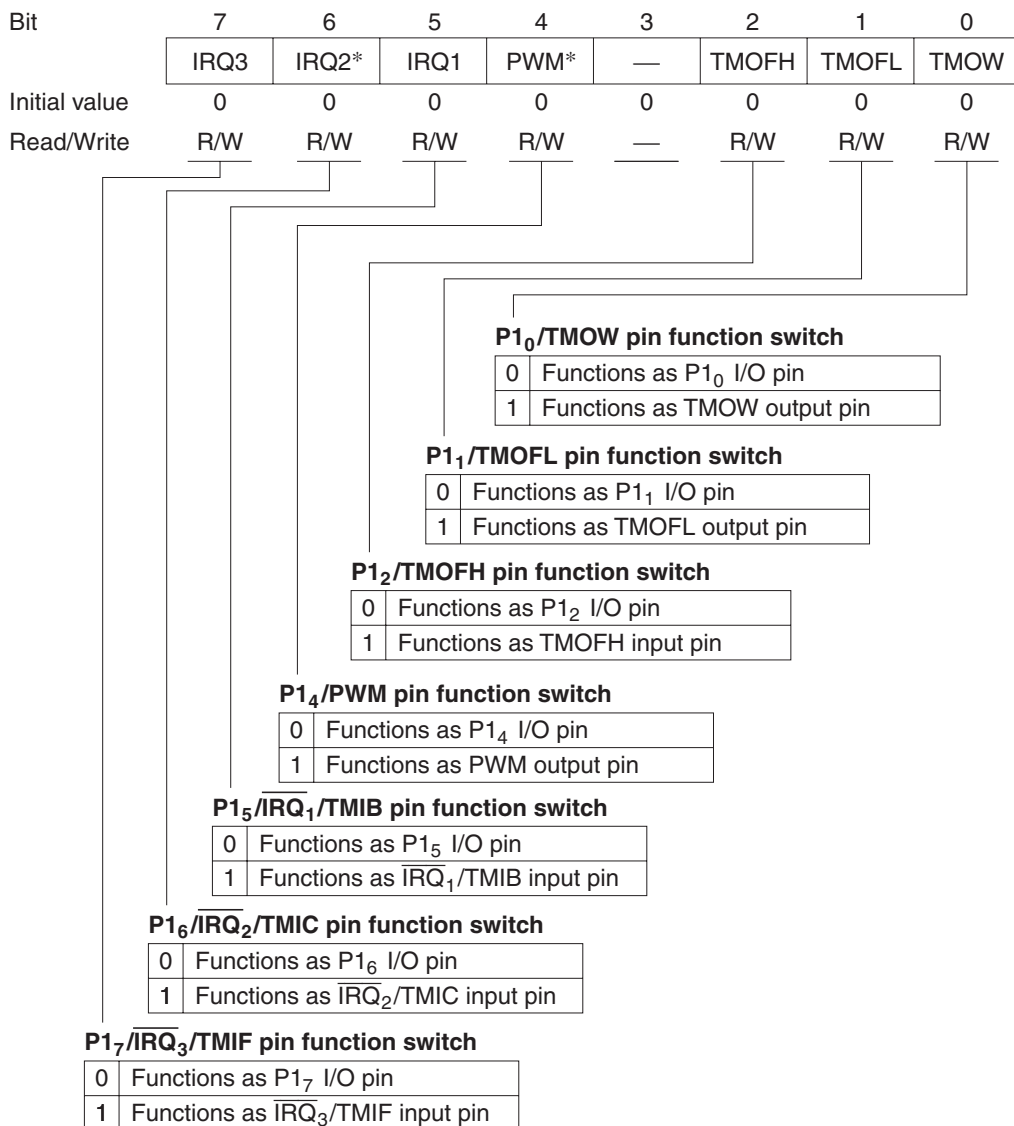 Bit 7 6 5 4 3 2 1 0
IRQ3 IRQ2* IRQ1 PWM* — TMOFH TMOFL TMOW
Initial value 0 0 0 0 0 0 0 0
Read/Write R/W R/W R/W R/W — R/W R/W R/W
P1₀/TMOW pin function switch
0 Functions as P1₀ I/O pin
1 Functions as TMOW output pin
P1₁/TMOFL pin function switch
0 Functions as P1₁ I/O pin
1 Functions as TMOFL output pin
P1₂/TMOFH pin function switch
0 Functions as P1₂ I/O pin
1 Functions as TMOFH input pin
P1₄/PWM pin function switch
0 Functions as P1₄ I/O pin
1 Functions as PWM output pin
P1₅/I̅R̅Q̅₁/TMIB pin function switch
0 Functions as P1₅ I/O pin
1 Functions as I̅R̅Q̅₁/TMIB input pin
P1₆/I̅R̅Q̅₂/TMIC pin function switch
0 Functions as P1₆ I/O pin
1 Functions as I̅R̅Q̅₂/TMIC input pin
P1₇/I̅R̅Q̅₃/TMIF pin function switch
0 Functions as P1₇ I/O pin
1 Functions as I̅R̅Q̅₃/TMIF input pin